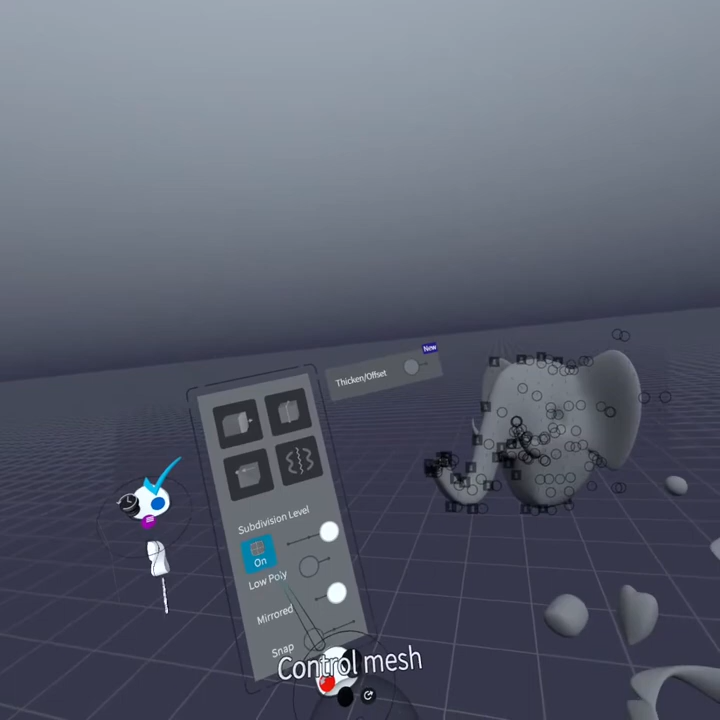 New
Thicken/Offset
Subdivision Level
On
Low Poly
Mirrored
Snap
Control mesh